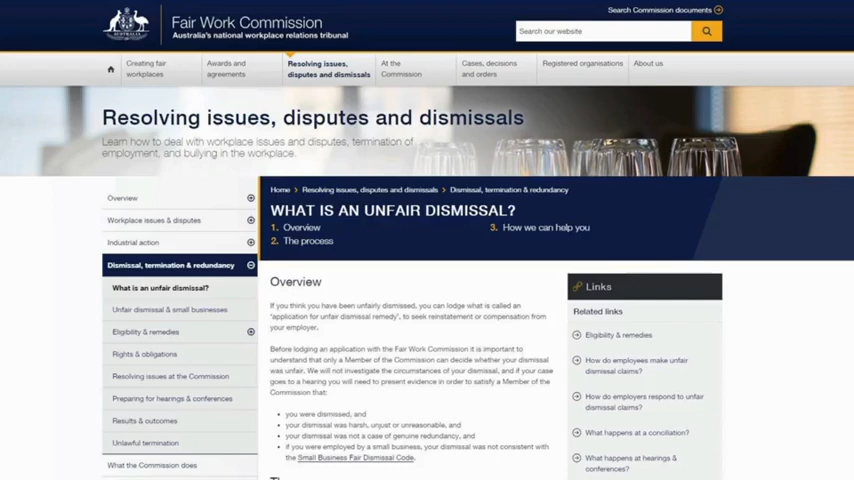 Search Commission documents
Fair Work Commission
Australia's national workplace relations tribunal
AUSTRALIA
Search our website
Creating fair
workplaces
Awards and
agreements
Resolving issues,
disputes and dismissals
At the
Commission
Cases, decisions
and orders
Registered organisations
About us
Resolving issues, disputes and dismissals
Learn how to deal with workplace issues and disputes, termination of
employment, and bullying in the workplace.
Overview
Workplace issues & disputes
Industrial action
Dismissal, termination & redundancy
What is an unfair dismissal?
Unfair dismissal & small businesses
Eligibility & remedies
Rights & obligations
Resolving issues at the Commission
Preparing for hearings & conferences
Results & outcomes
Unlawful termination
What the Commission does
Home > Resolving issues, disputes and dismissals > Dismissal, termination & redundancy
WHAT IS AN UNFAIR DISMISSAL?
1. Overview
2. The process
3. How we can help you
Overview
If you think you have been unfairly dismissed, you can lodge what is called an
'application for unfair dismissal remedy', to seek reinstatement or compensation from
your employer.
Before lodging an application with the Fair Work Commission it is important to
understand that only a Member of the Commission can decide whether your dismissal
was unfair. We will not investigate the circumstances of your dismissal, and if your case
goes to a hearing you will need to present evidence in order to satisfy a Member of the
Commission that:
• you were dismissed, and
• your dismissal was harsh, unjust or unreasonable, and
• your dismissal was not a case of genuine redundancy, and
• if you were employed by a small business, your dismissal was not consistent with
the Small Business Fair Dismissal Code.
Links
Related links
Eligibility & remedies
How do employees make unfair
dismissal claims?
How do employers respond to unfair
dismissal claims?
What happens at a conciliation?
What happens at hearings &
conferences?